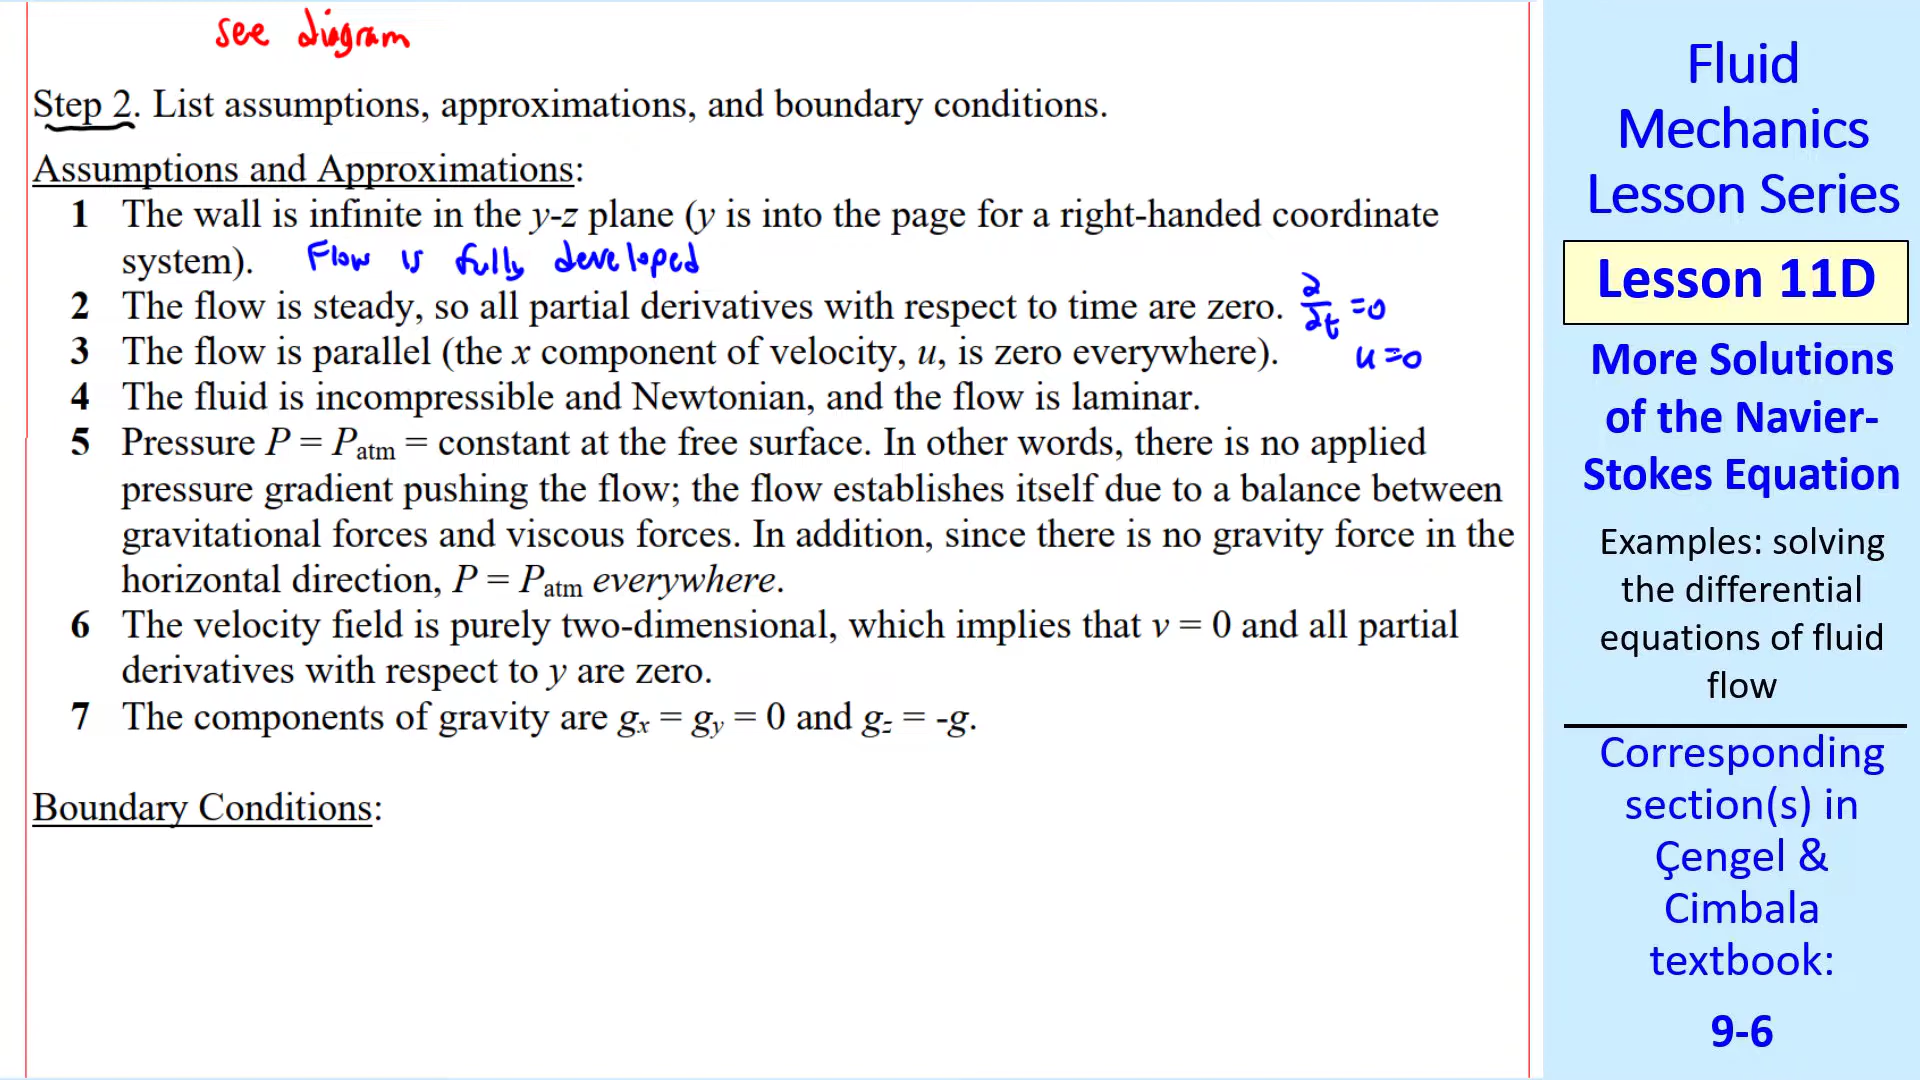 see diagram
Step 2. List assumptions, approximations, and boundary conditions.
Assumptions and Approximations:
1 The wall is infinite in the y-z plane (y is into the page for a right-handed coordinate
system). Flow is fully developed
2 The flow is steady, so all partial derivatives with respect to time are zero. ∂/∂t = 0
3 The flow is parallel (the x component of velocity, u, is zero everywhere). u = 0
4 The fluid is incompressible and Newtonian, and the flow is laminar.
5 Pressure P = Patm = constant at the free surface. In other words, there is no applied
pressure gradient pushing the flow; the flow establishes itself due to a balance between
gravitational forces and viscous forces. In addition, since there is no gravity force in the
horizontal direction, P = Patm everywhere.
6 The velocity field is purely two-dimensional, which implies that v = 0 and all partial
derivatives with respect to y are zero.
7 The components of gravity are gx = gy = 0 and gz = -g.
Boundary Conditions:
Fluid
Mechanics
Lesson Series
Lesson 11D
More Solutions
of the Navier-
Stokes Equation
Examples: solving
the differential
equations of fluid
flow
Corresponding
section(s) in
Çengel &
Cimbala
textbook:
9-6